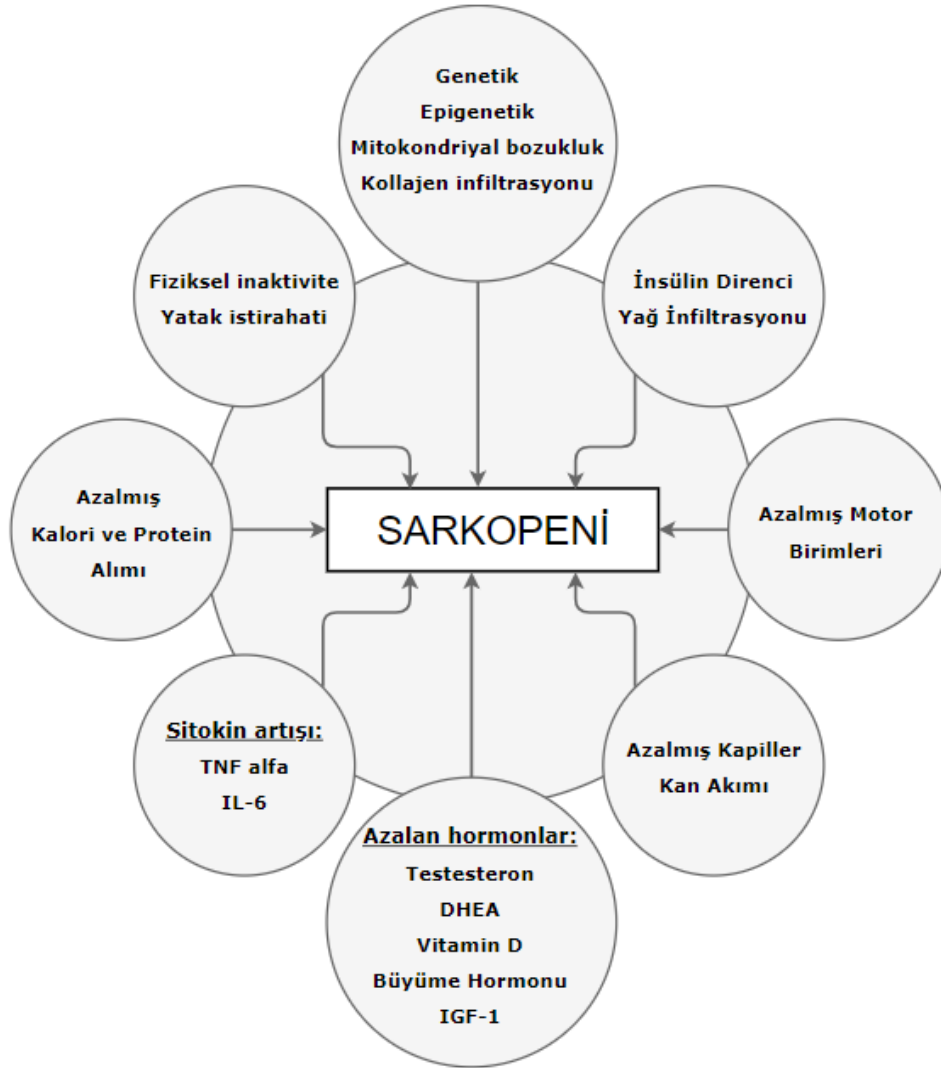 Genetik
Epigenetik
Mitokondriyal bozukluk
Kollajen infiltrasyonu
Fiziksel inaktivite
Yatak istirahati
İnsülin Direnci
Yağ İnfiltrasyonu
Azalmış
Kalori ve Protein
Alımı
SARKOPENİ
Azalmış Motor
Birimleri
Sitokin artışı:
TNF alfa
IL-6
Azalmış Kapiller
Kan Akımı
Azalan hormonlar:
Testesteron
DHEA
Vitamin D
Büyüme Hormonu
IGF-1